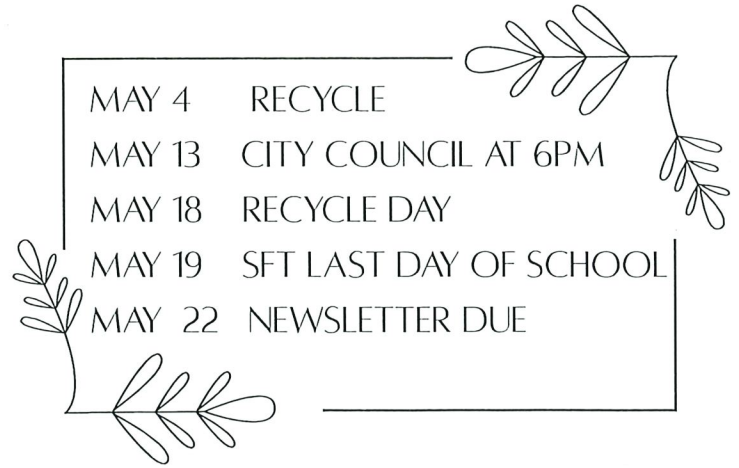 MAY 4 RECYCLE
MAY 13 CITY COUNCIL AT 6PM
MAY 18 RECYCLE DAY
MAY 19 SFT LAST DAY OF SCHOOL
MAY 22 NEWSLETTER DUE